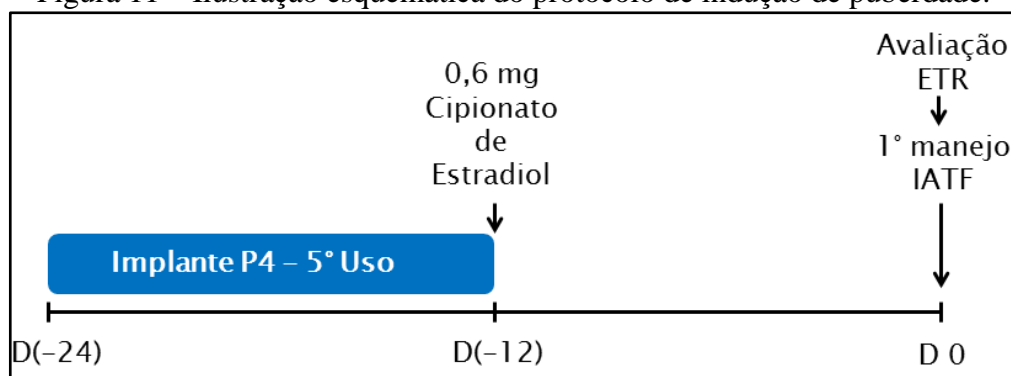 Figura 11 – Ilustração esquemática do protocolo de indução de puberdade.
0,6 mg
Cipionato
de
Estradiol
Avaliação
ETR
1° manejo
IATF
Implante P4 – 5° Uso
D(-24)
D(-12)
D 0